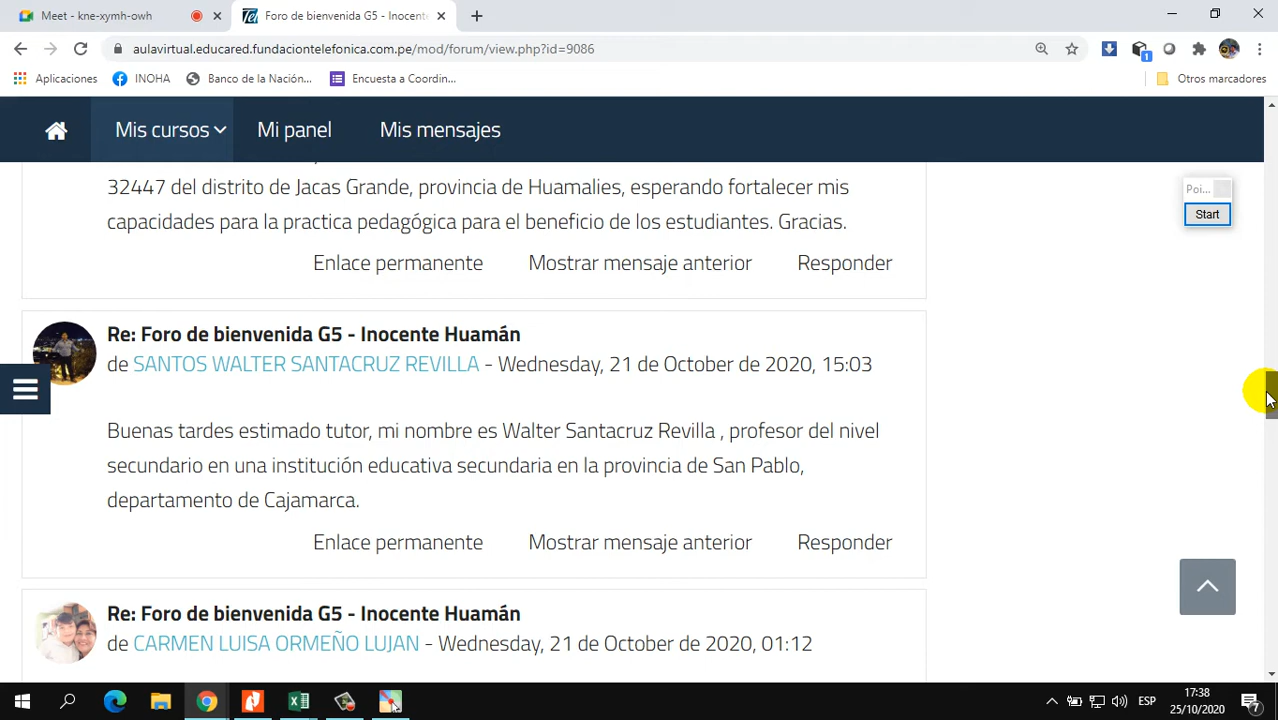 Meet - kne-xymh-owh
Foro de bienvenida G5 - Inocente
aulavirtual.educared.fundaciontelefonica.com.pe/mod/forum/view.php?id=9086
1
Aplicaciones
INOHA
Banco de la Nación...
Encuesta a Coordin...
Otros marcadores
Mis cursos
Mi panel
Mis mensajes
Poi...
Start
32447 del distrito de Jacas Grande, provincia de Huamalies, esperando fortalecer mis
capacidades para la practica pedagógica para el beneficio de los estudiantes. Gracias.
Enlace permanente
Mostrar mensaje anterior
Responder
Re: Foro de bienvenida G5 - Inocente Huamán
de SANTOS WALTER SANTACRUZ REVILLA - Wednesday, 21 de October de 2020, 15:03
Buenas tardes estimado tutor, mi nombre es Walter Santacruz Revilla , profesor del nivel
secundario en una institución educativa secundaria en la provincia de San Pablo,
departamento de Cajamarca.
Enlace permanente
Mostrar mensaje anterior
Responder
Re: Foro de bienvenida G5 - Inocente Huamán
de CARMEN LUISA ORMEÑO LUJAN - Wednesday, 21 de October de 2020, 01:12
ESP
17:38
25/10/2020
7